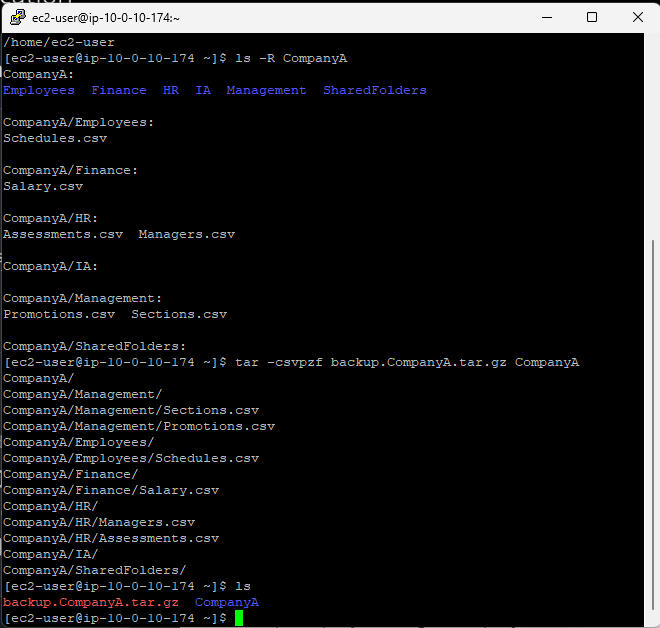 ec2-user@ip-10-0-10-174:~
/home/ec2-user
[ec2-user@ip-10-0-10-174 ~]$ ls -R CompanyA
CompanyA:
Employees  Finance  HR  IA  Management  SharedFolders
CompanyA/Employees:
Schedules.csv
CompanyA/Finance:
Salary.csv
CompanyA/HR:
Assessments.csv  Managers.csv
CompanyA/IA:
CompanyA/Management:
Promotions.csv  Sections.csv
CompanyA/SharedFolders:
[ec2-user@ip-10-0-10-174 ~]$ tar -csvpzf backup.CompanyA.tar.gz CompanyA
CompanyA/
CompanyA/Management/
CompanyA/Management/Sections.csv
CompanyA/Management/Promotions.csv
CompanyA/Employees/
CompanyA/Employees/Schedules.csv
CompanyA/Finance/
CompanyA/Finance/Salary.csv
CompanyA/HR/
CompanyA/HR/Managers.csv
CompanyA/HR/Assessments.csv
CompanyA/IA/
CompanyA/SharedFolders/
[ec2-user@ip-10-0-10-174 ~]$ ls
backup.CompanyA.tar.gz  CompanyA
[ec2-user@ip-10-0-10-174 ~]$